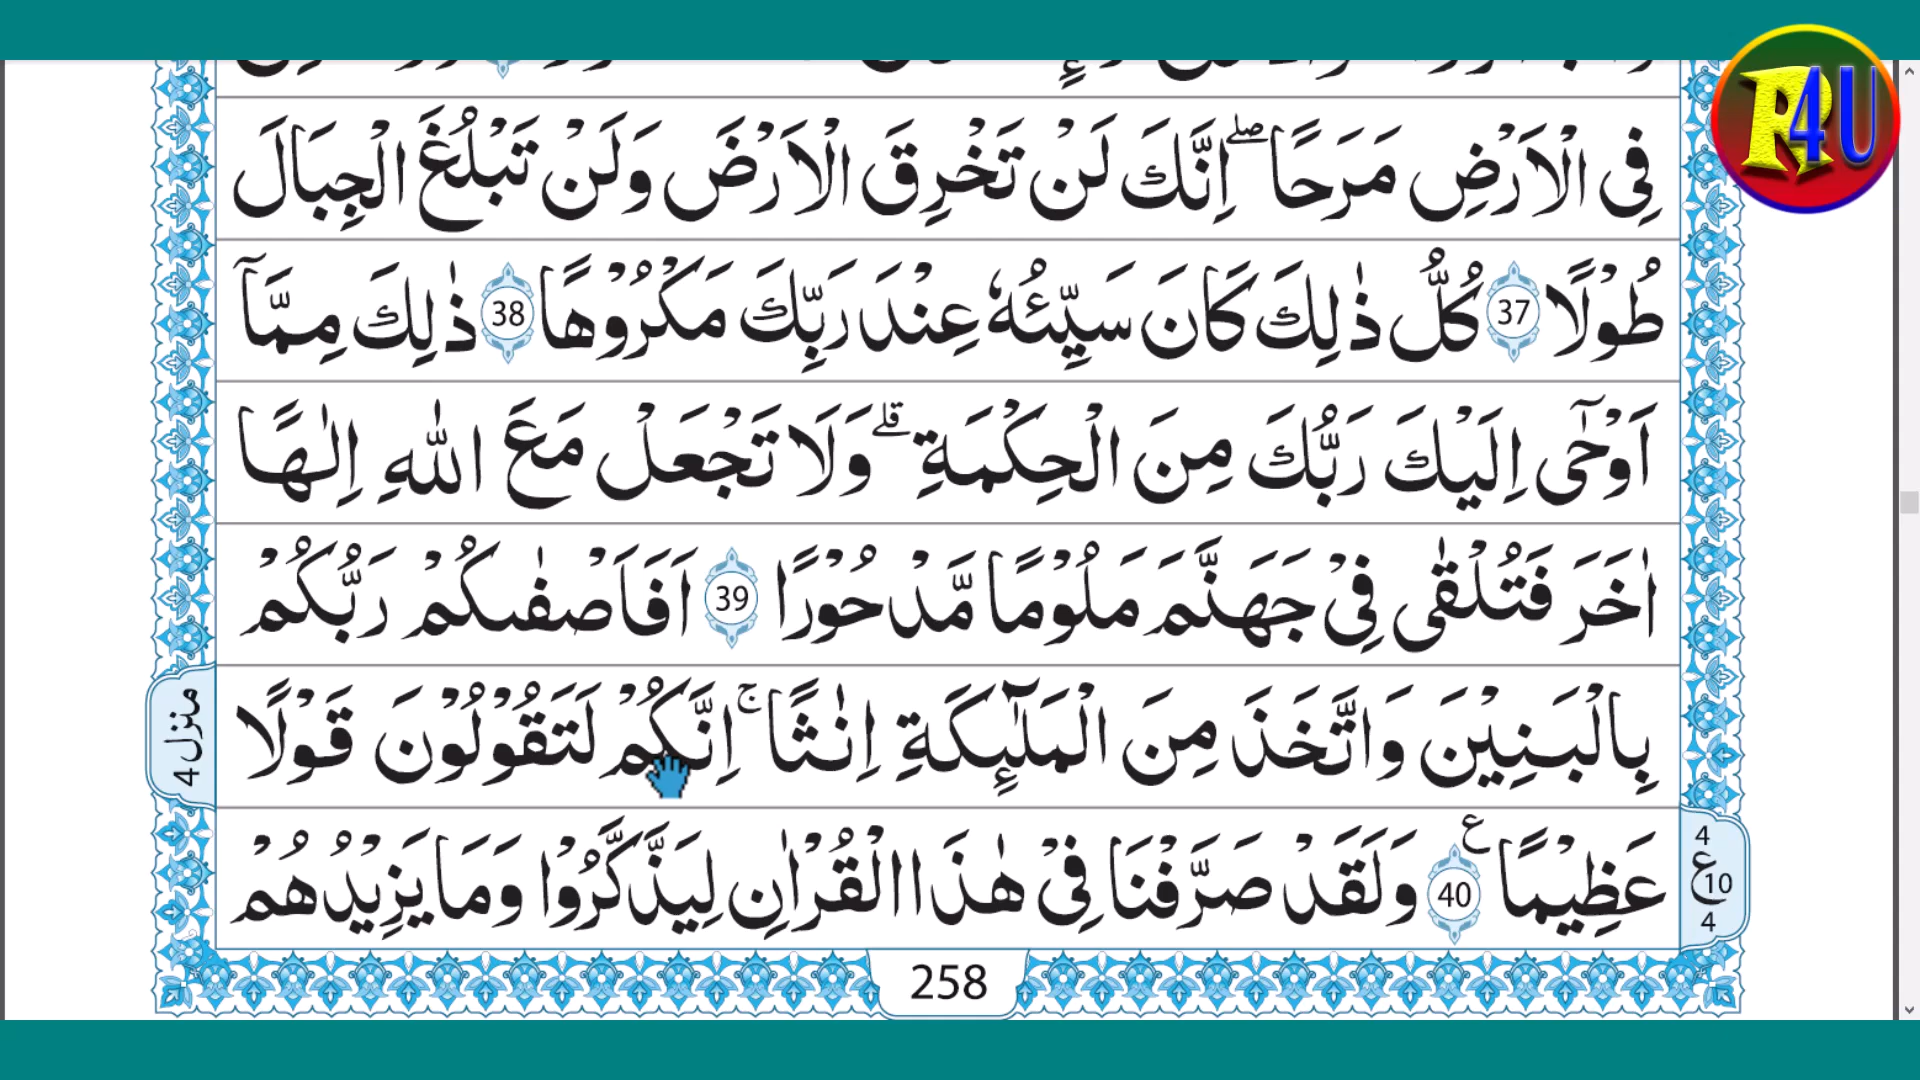 R4U
فِى الْاَرْضِ مَرَحًا ۖ اِنَّكَ لَنْ تَخْرِقَ الْاَرْضَ وَلَنْ تَبْلُغَ الْجِبَالَ
طُوْلًا 37 كُلُّ ذٰلِكَ كَانَ سَيِّئُهٗ عِنْدَ رَبِّكَ مَكْرُوْهًا 38 ذٰلِكَ مِمَّاۤ
اَوْحٰۤى اِلَيْكَ رَبُّكَ مِنَ الْحِكْمَةِ ۗ وَلَا تَجْعَلْ مَعَ اللّٰهِ اِلٰهًا
اٰخَرَ فَتُلْقٰى فِىْ جَهَنَّمَ مَلُوْمًا مَّدْحُوْرًا 39 اَفَاَصْفٰىكُمْ رَبُّكُمْ
بِالْبَنِيْنَ وَاتَّخَذَ مِنَ الْمَلٰٓئِكَةِ اِنٰثًا ۚ اِنَّكُمْ لَتَقُوْلُوْنَ قَوْلًا
منزل 4
عَظِيْمًا ع 40 وَلَقَدْ صَرَّفْنَا فِىْ هٰذَا الْقُرْاٰنِ لِيَذَّكَّرُوْا وَمَا يَزِيْدُهُمْ
4
ع 10
4
258